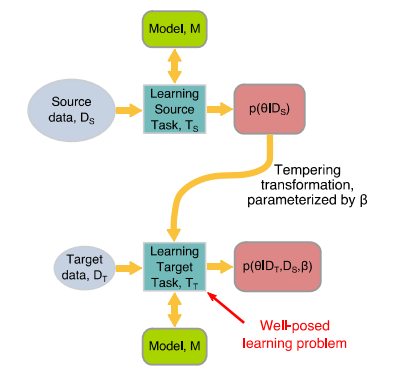 Model, M
Source
data, D_S
Learning
Source
Task, T_S
p(θ|D_S)
Tempering
transformation,
parameterized by β
Target
data, D_T
Learning
Target
Task, T_T
p(θ|D_T,D_S,β)
Well-posed
learning problem
Model, M